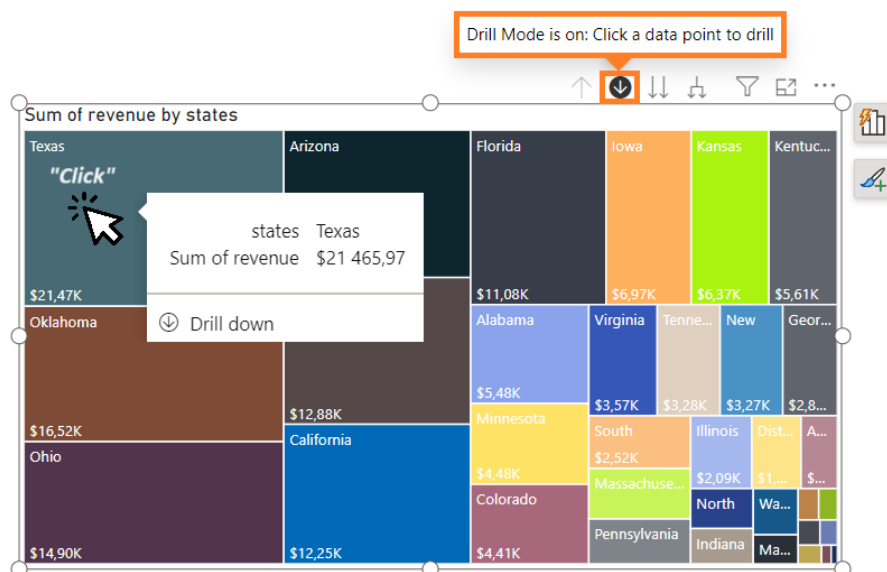 Drill Mode is on: Click a data point to drill
Sum of revenue by states
Texas
"Click"
$21,47K
states Texas
Sum of revenue $21 465,97
Drill down
Oklahoma
$16,52K
Ohio
$14,90K
Arizona
$12,88K
California
$12,25K
Florida
$11,08K
Iowa
$6,97K
Kansas
$6,37K
Kentuc...
$5,61K
Alabama
$5,48K
Minnesota
$4,48K
Colorado
$4,41K
Virginia
$3,57K
Tenne...
$3,28K
New
$3,27K
Geor...
$2,8...
South
$2,52K
Massachuse...
Pennsylvania
Illinois
$2,09K
Dist...
$1,...
A...
$...
North
Wa...
Indiana
Ma...